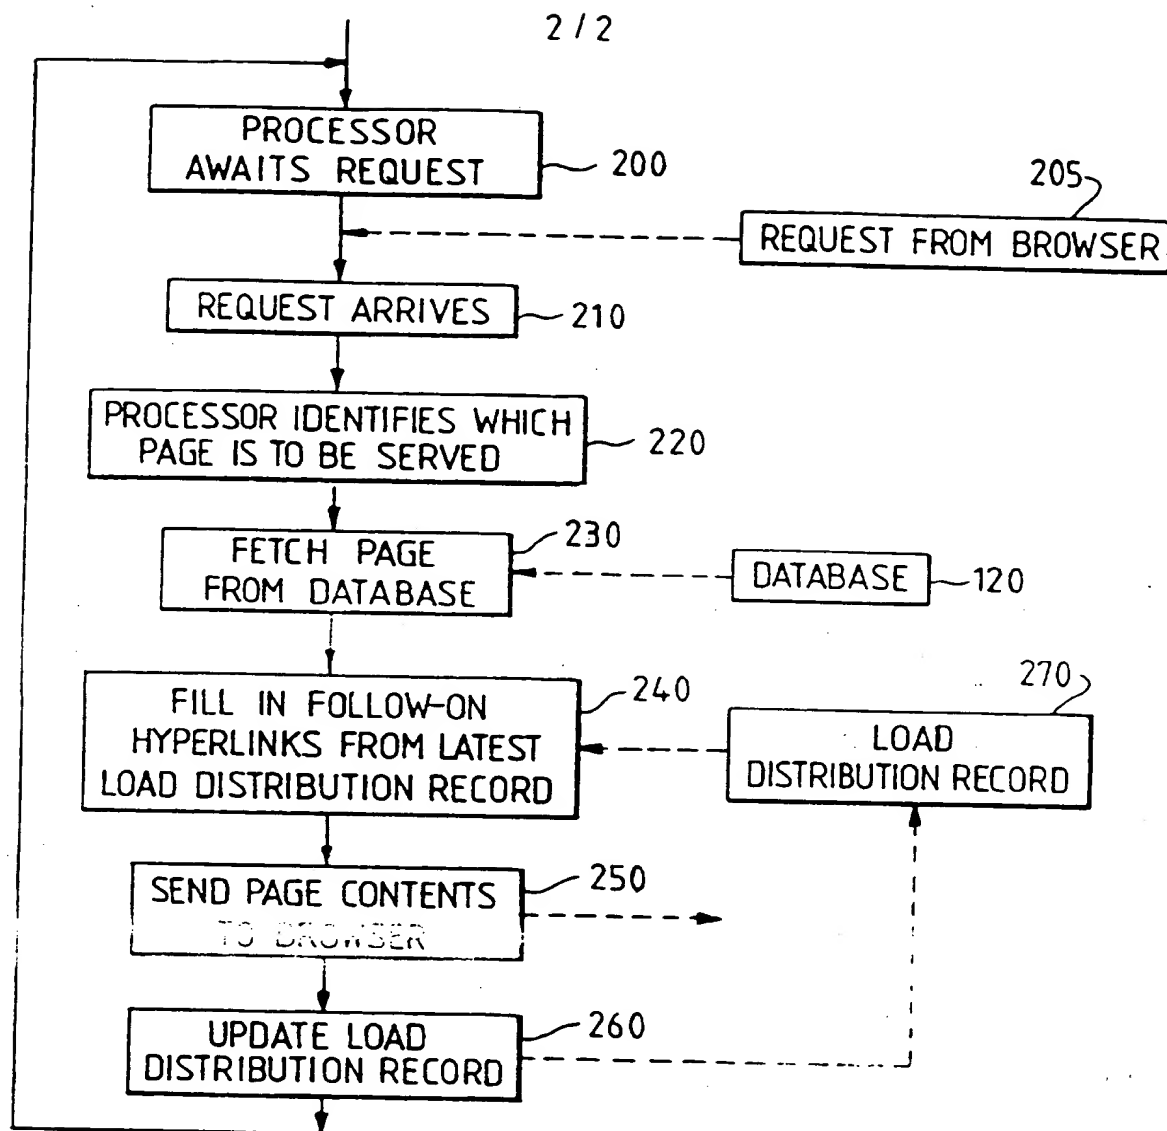 2 / 2
PROCESSOR
AWAITS REQUEST
200
205
REQUEST FROM BROWSER
REQUEST ARRIVES
210
PROCESSOR IDENTIFIES WHICH
PAGE IS TO BE SERVED
220
FETCH PAGE
FROM DATABASE
230
DATABASE
120
FILL IN FOLLOW-ON
HYPERLINKS FROM LATEST
LOAD DISTRIBUTION RECORD
240
270
LOAD
DISTRIBUTION RECORD
SEND PAGE CONTENTS
TO BROWSER
250
UPDATE LOAD
DISTRIBUTION RECORD
260